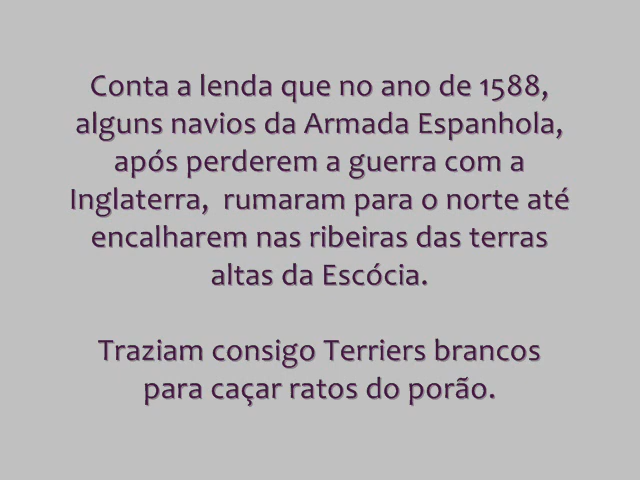 Conta a lenda que no ano de 1588,
alguns navios da Armada Espanhola,
após perderem a guerra com a
Inglaterra,  rumaram para o norte até
encalharem nas ribeiras das terras
altas da Escócia.
Traziam consigo Terriers brancos
para caçar ratos do porão.